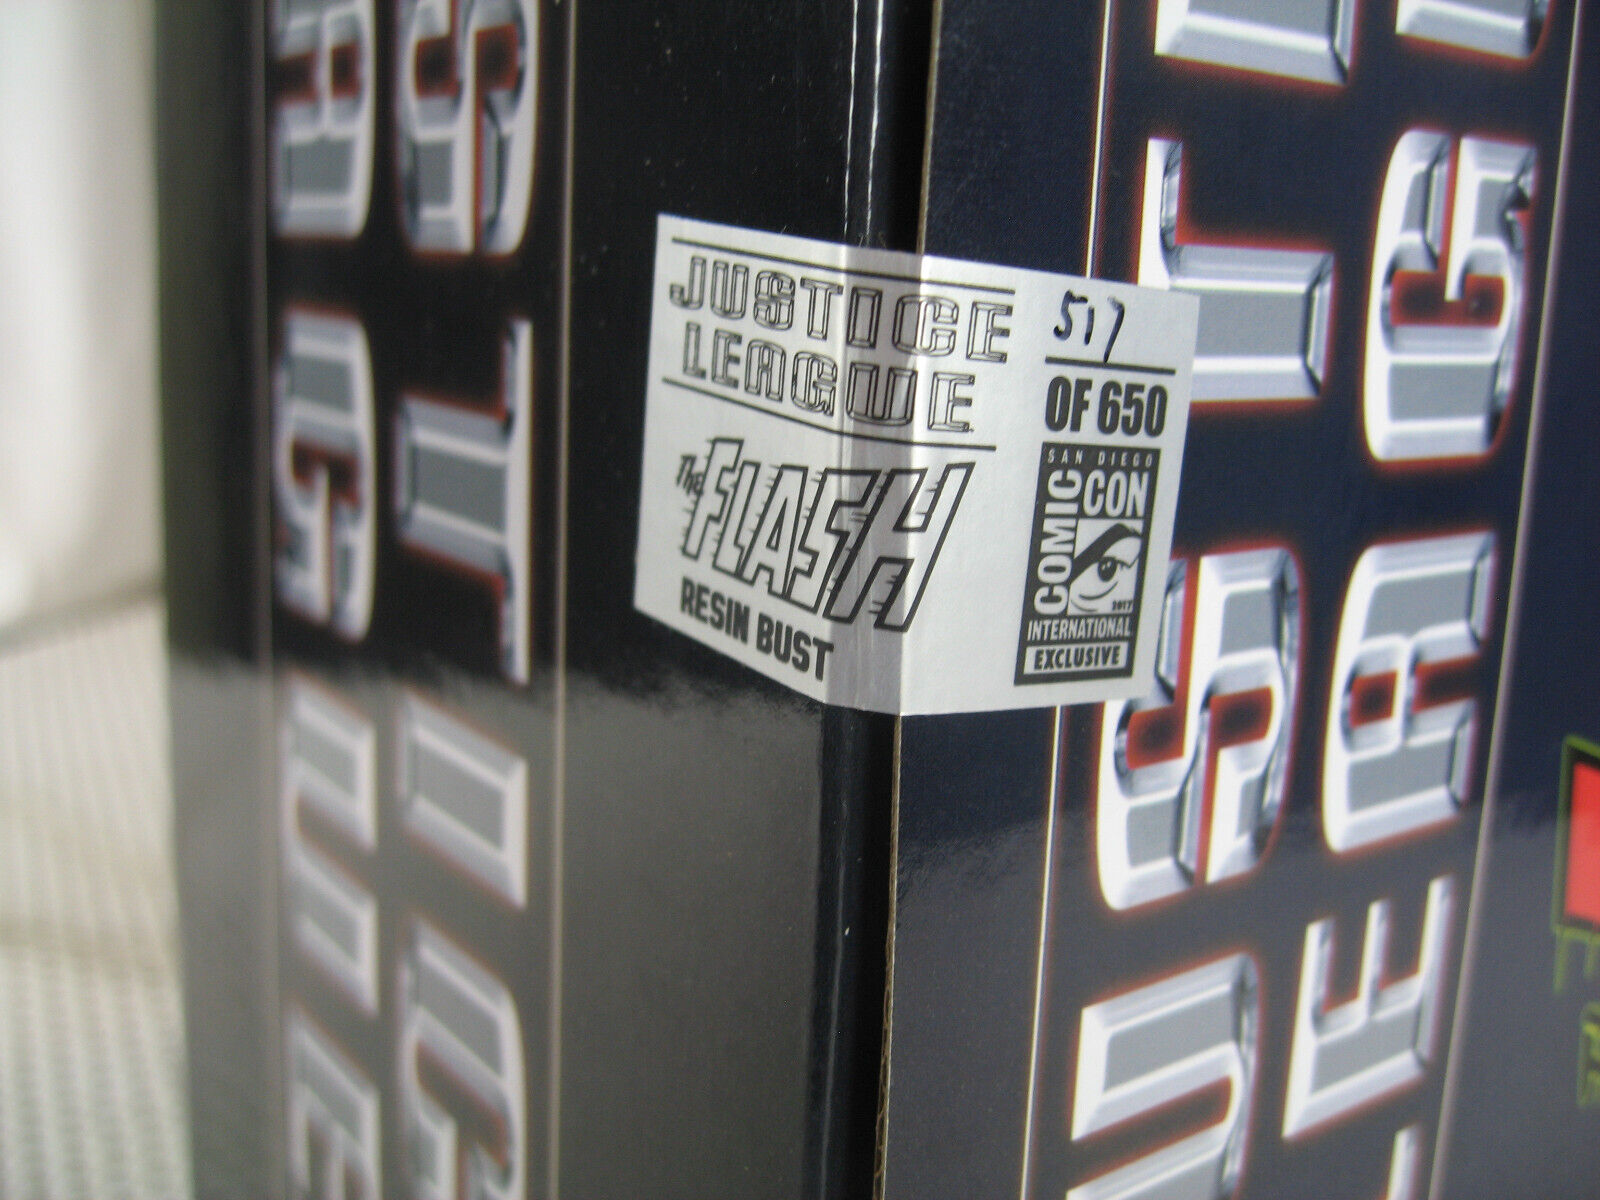 JUSTICE
LEAGUE
The FLASH
RESIN BUST
517
OF 650
SAN DIEGO
COMIC
CON
2017
INTERNATIONAL
EXCLUSIVE